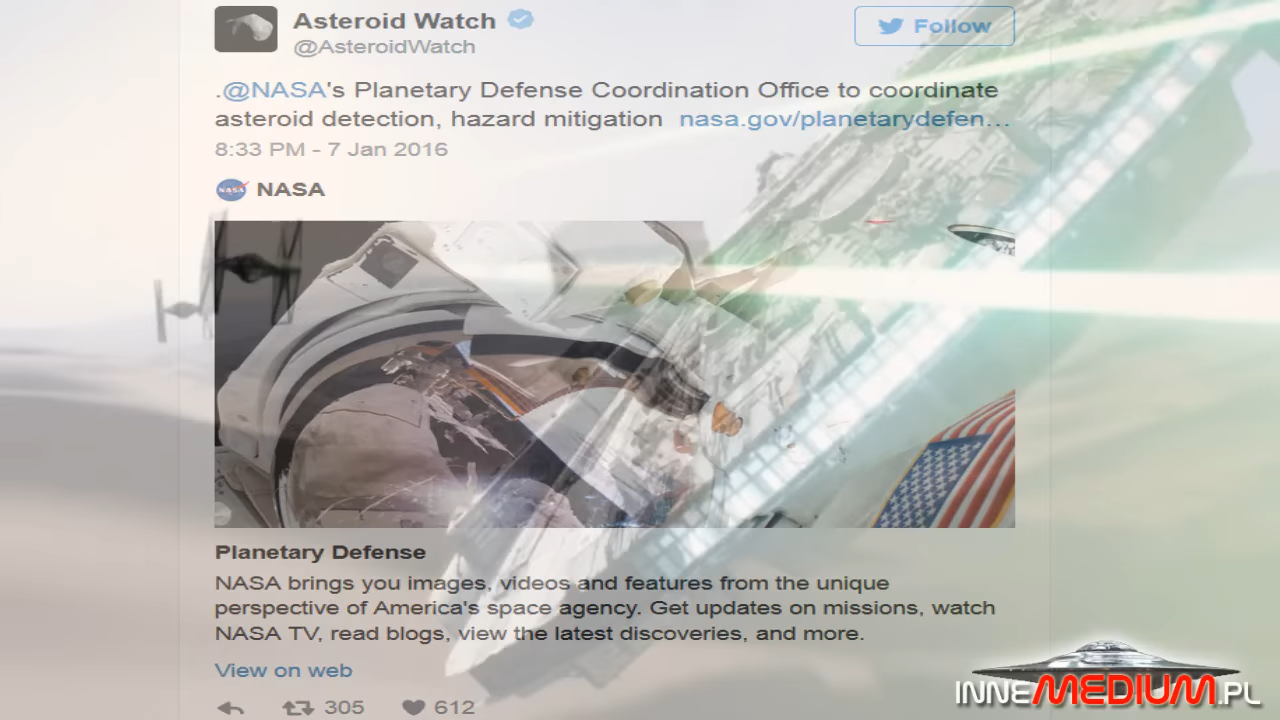 Asteroid Watch
Follow
@AsteroidWatch
.@NASA's Planetary Defense Coordination Office to coordinate
asteroid detection, hazard mitigation nasa.gov/planetarydefen…
8:33 PM - 7 Jan 2016
NASA NASA
Planetary Defense
NASA brings you images, videos and features from the unique
perspective of America's space agency. Get updates on missions, watch
NASA TV, read blogs, view the latest discoveries, and more.
View on web
305 612
INNEMEDIUM.PL